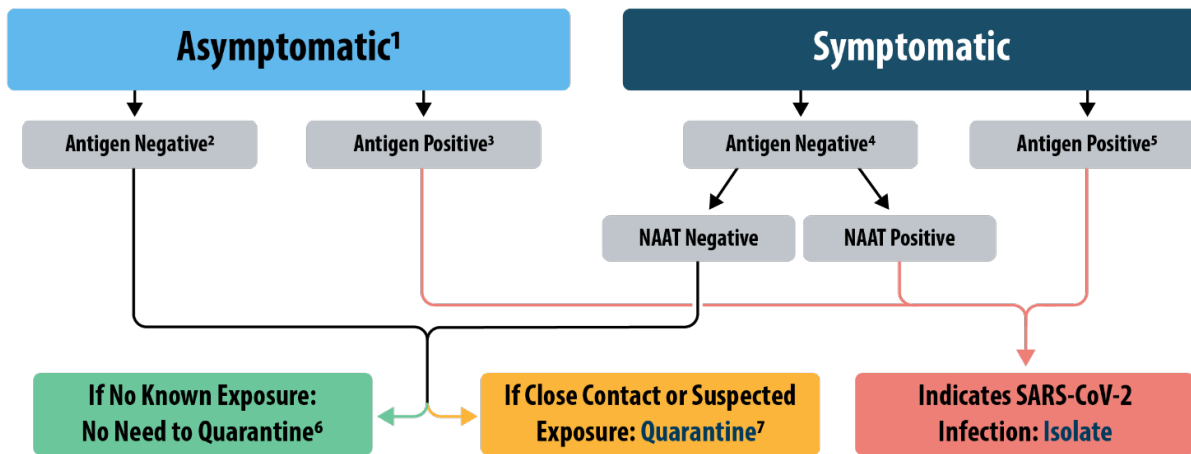 Asymptomatic¹
Symptomatic
Antigen Negative²
Antigen Positive³
Antigen Negative⁴
Antigen Positive⁵
NAAT Negative
NAAT Positive
If No Known Exposure:
No Need to Quarantine⁶
If Close Contact or Suspected
Exposure: Quarantine⁷
Indicates SARS-CoV-2
Infection: Isolate